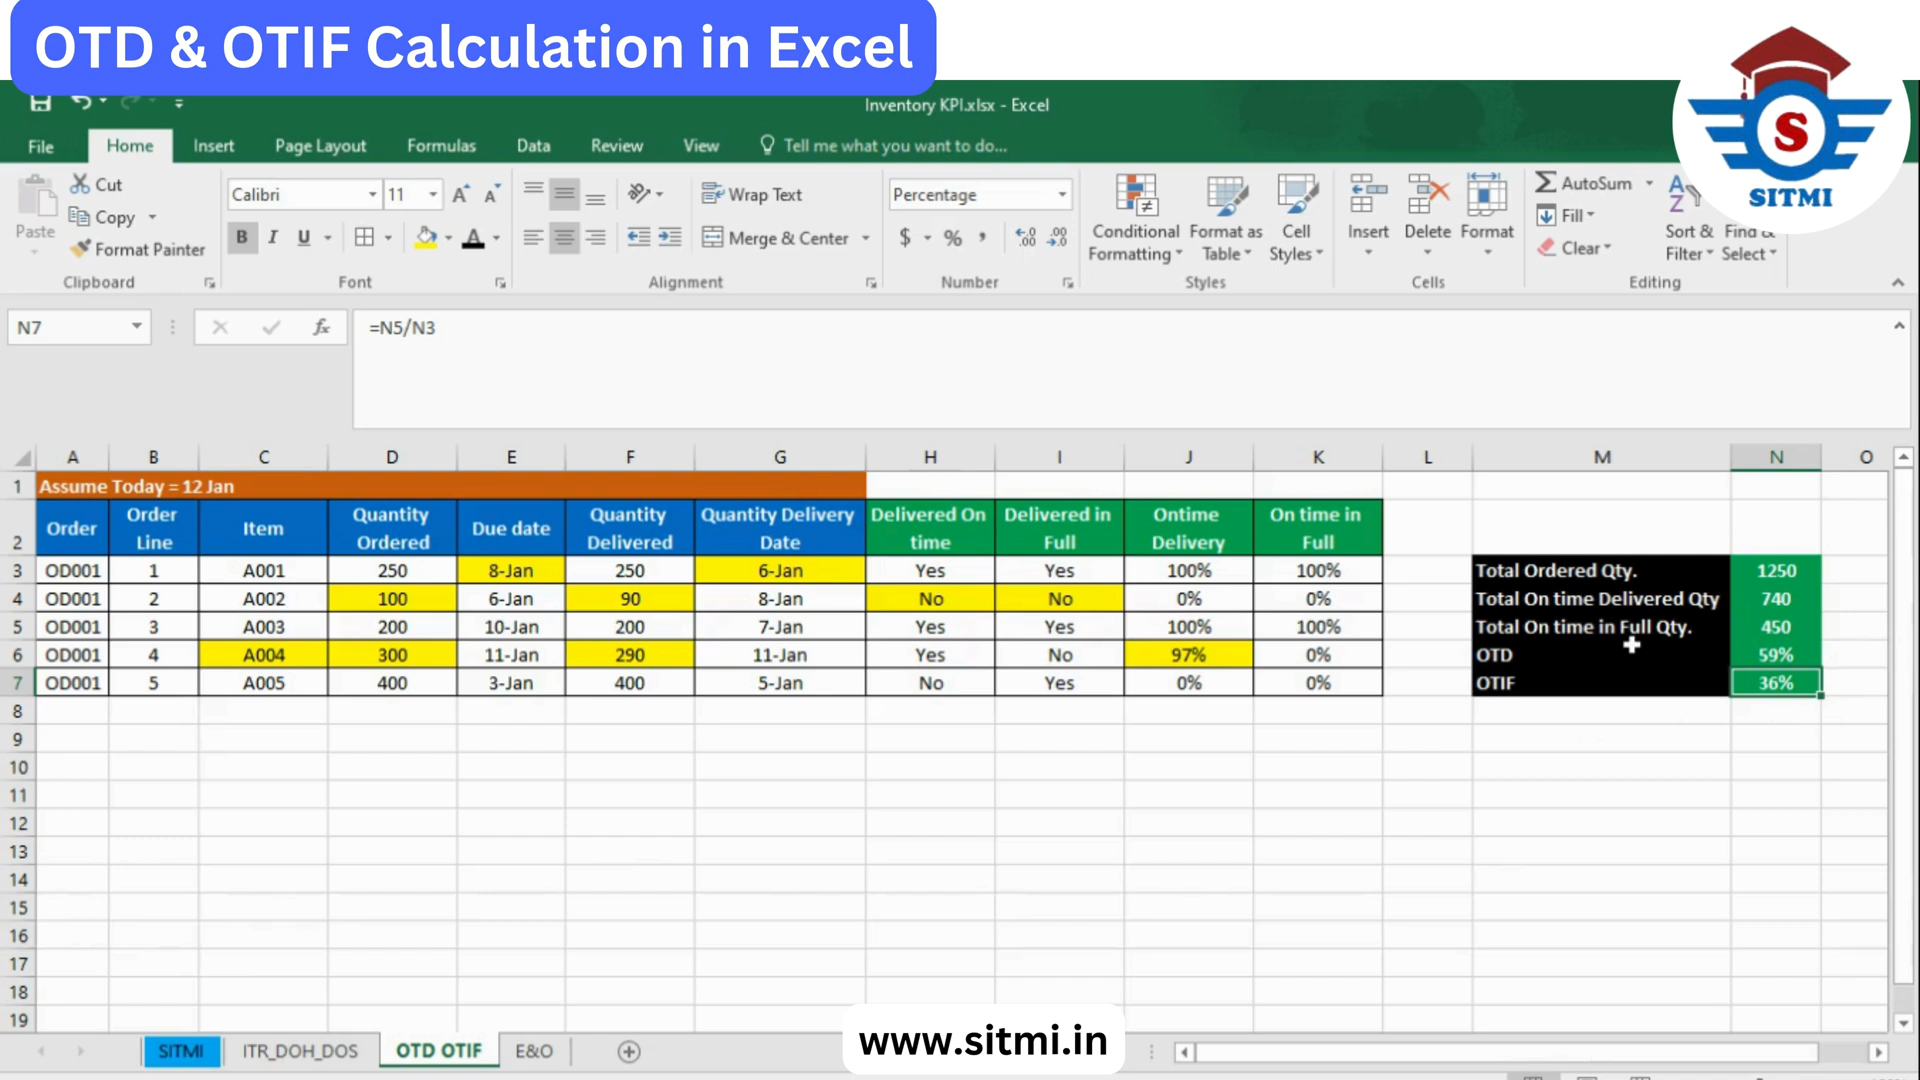 OTD & OTIF Calculation in Excel
SITMI
S
Inventory KPI.xlsx - Excel
File Home Insert Page Layout Formulas Data Review View Tell me what you want to do...
Paste
Cut
Copy
Format Painter
Clipboard
Calibri 11
B I U A
Font
Wrap Text
Merge & Center
Alignment
Percentage
$ % ,
Number
Conditional Formatting
Format as Table
Cell Styles
Styles
Insert
Delete
Format
Cells
AutoSum
Fill
Clear
Sort & Filter
Find & Select
Editing
N7 fx =N5/N3
A B C D E F G H I J K L M N O
1 Assume Today = 12 Jan
2 Order Order Line Item Quantity Ordered Due date Quantity Delivered Quantity Delivery Date Delivered On time Delivered in Full Ontime Delivery On time in Full
3 OD001 1 A001 250 8-Jan 250 6-Jan Yes Yes 100% 100% Total Ordered Qty. 1250
4 OD001 2 A002 100 6-Jan 90 8-Jan No No 0% 0% Total On time Delivered Qty 740
5 OD001 3 A003 200 10-Jan 200 7-Jan Yes Yes 100% 100% Total On time in Full Qty. 450
6 OD001 4 A004 300 11-Jan 290 11-Jan Yes No 97% 0% OTD 59%
7 OD001 5 A005 400 3-Jan 400 5-Jan No Yes 0% 0% OTIF 36%
8
9
10
11
12
13
14
15
16
17
18
19
SITMI ITR_DOH_DOS OTD OTIF E&O
www.sitmi.in